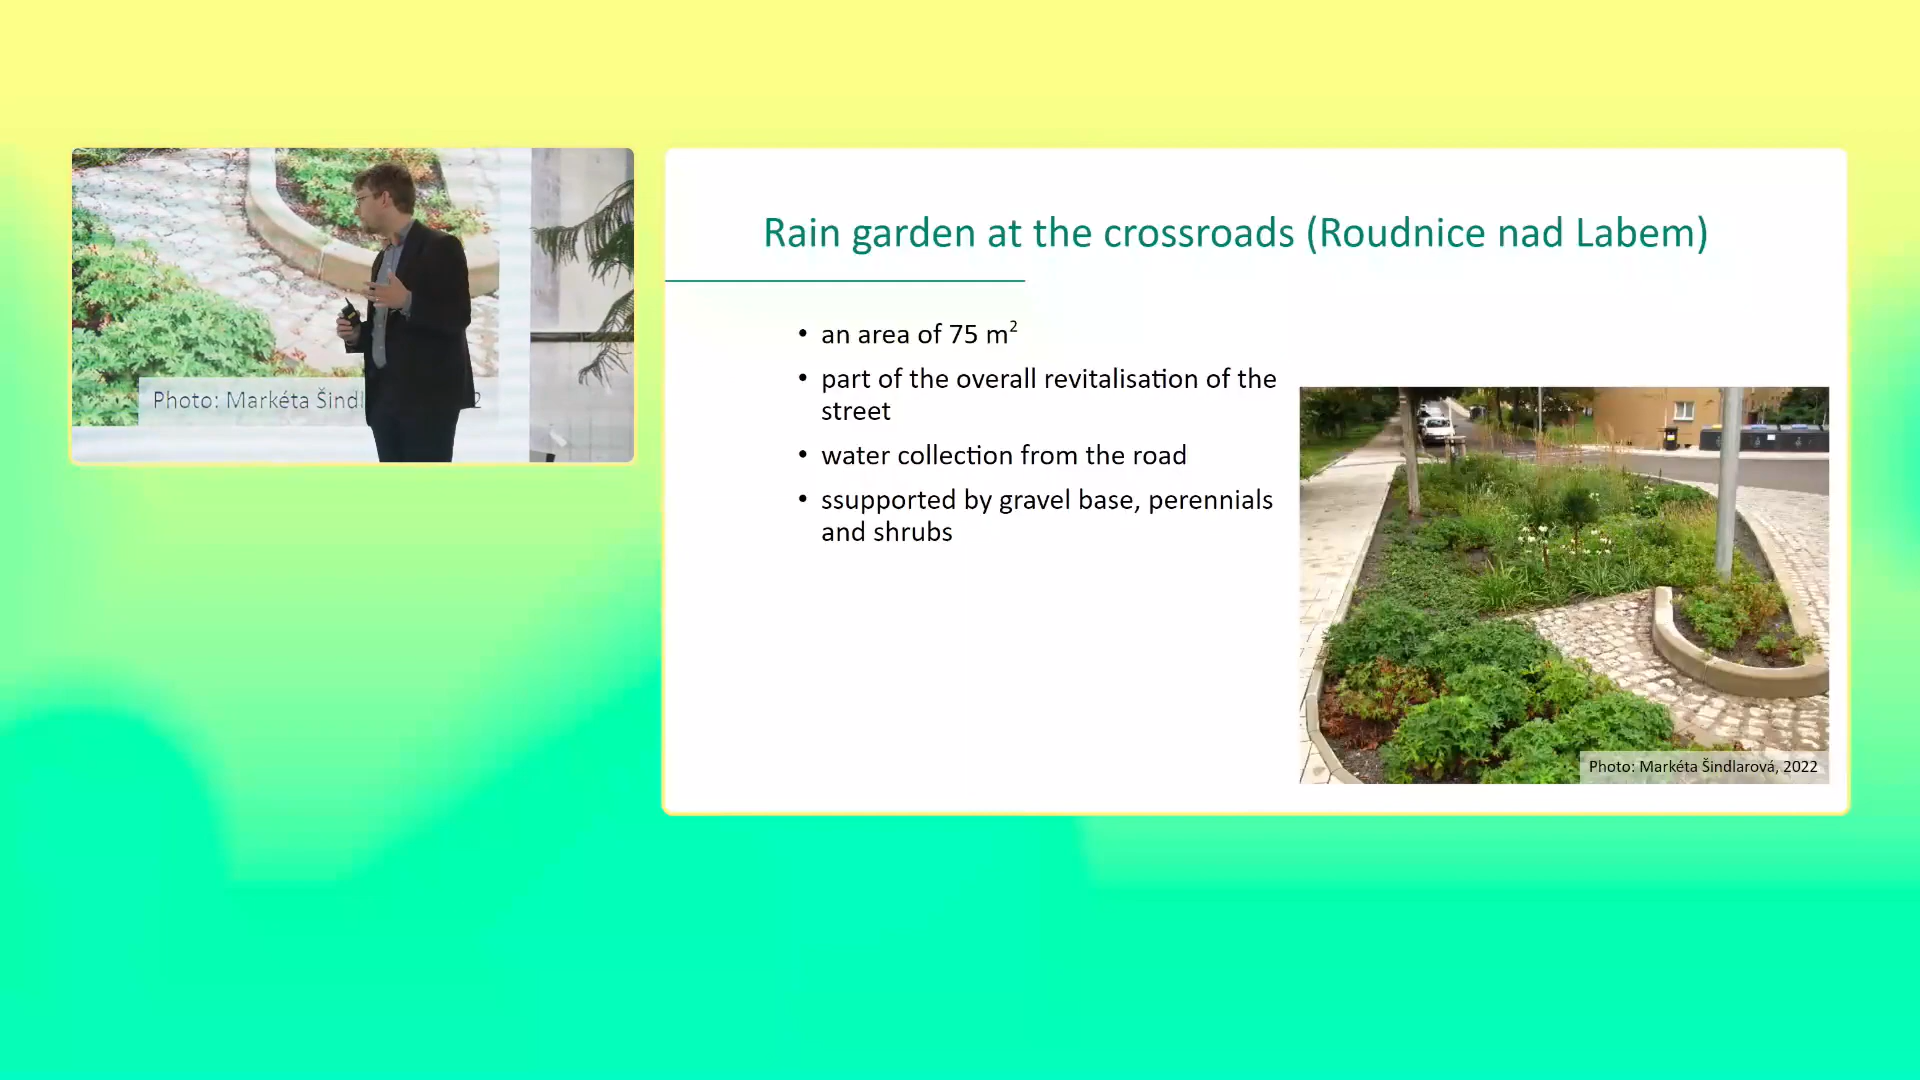 Photo: Markéta Šindl 2
Rain garden at the crossroads (Roudnice nad Labem)
• an area of 75 m²
• part of the overall revitalisation of the
street
• water collection from the road
• ssupported by gravel base, perennials
and shrubs
Photo: Markéta Šindlarová, 2022